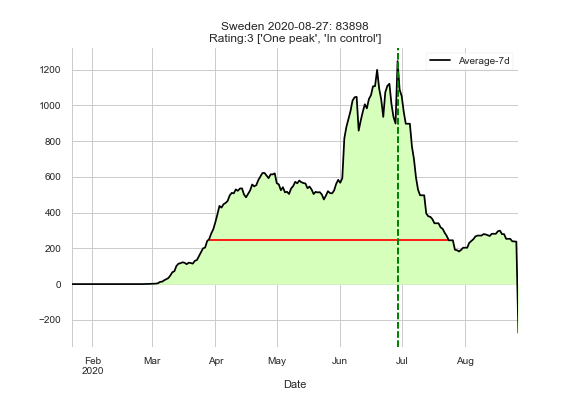 Sweden 2020-08-27: 83898
Rating:3 ['One peak', 'In control']
Average-7d
1200
1000
800
600
400
200
0
−200
Feb
2020
Mar
Apr
May
Jun
Jul
Aug
Date